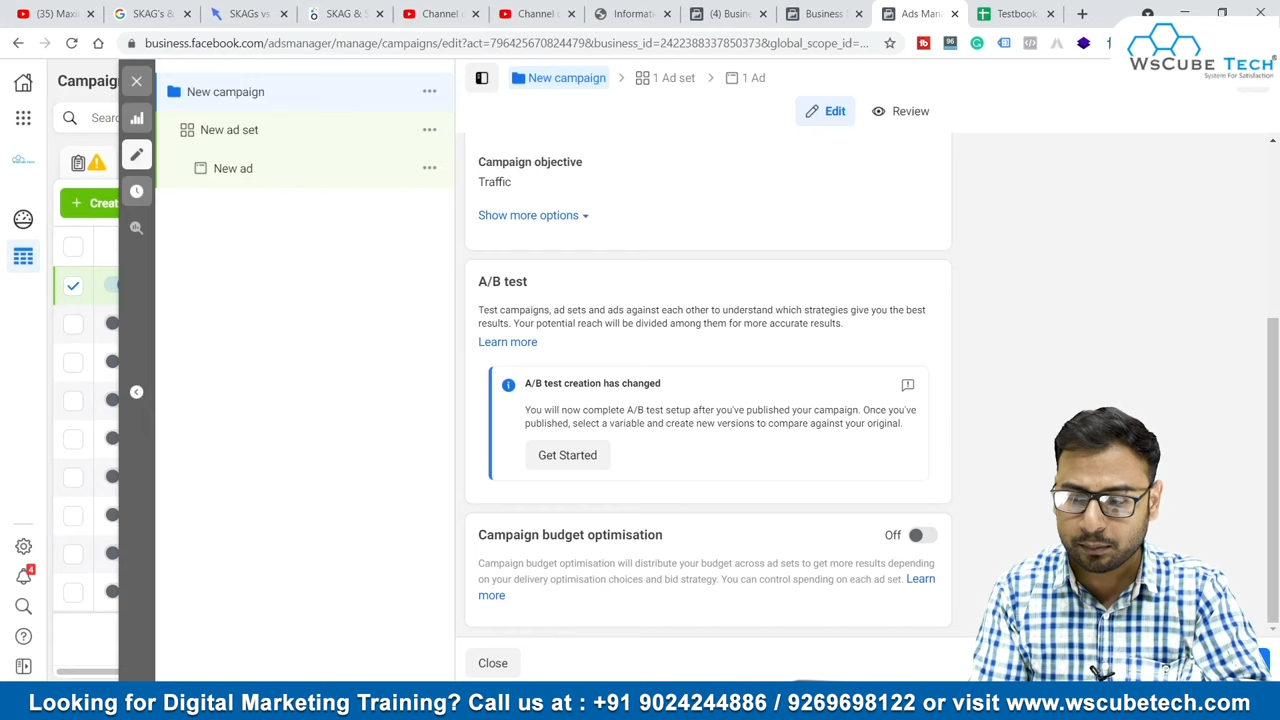 (35) Maxi
SKAG's &
SKAGs vs
SKAG & S
Channel c
Channel c
Informatio
(4) Busine
Business
Ads Man
Testbook
business.facebook.com/adsmanager/manage/campaigns/edit?act=796425670824479&business_id=2422388337850373&global_scope_id=...
WsCube Tech
System For Satisfaction
Campaig
New campaign
New campaign
1 Ad set
1 Ad
Searc
New ad set
New ad
Edit
Review
Creat
Campaign objective
Traffic
Show more options
A/B test
Test campaigns, ad sets and ads against each other to understand which strategies give you the best
results. Your potential reach will be divided among them for more accurate results.
Learn more
A/B test creation has changed
You will now complete A/B test setup after you've published your campaign. Once you've
published, select a variable and create new versions to compare against your original.
Get Started
Campaign budget optimisation
Off
Campaign budget optimisation will distribute your budget across ad sets to get more results depending
on your delivery optimisation choices and bid strategy. You can control spending on each ad set. Learn
more
4
Close
Looking for Digital Marketing Training? Call us at : +91 9024244886 / 9269698122 or visit www.wscubetech.com